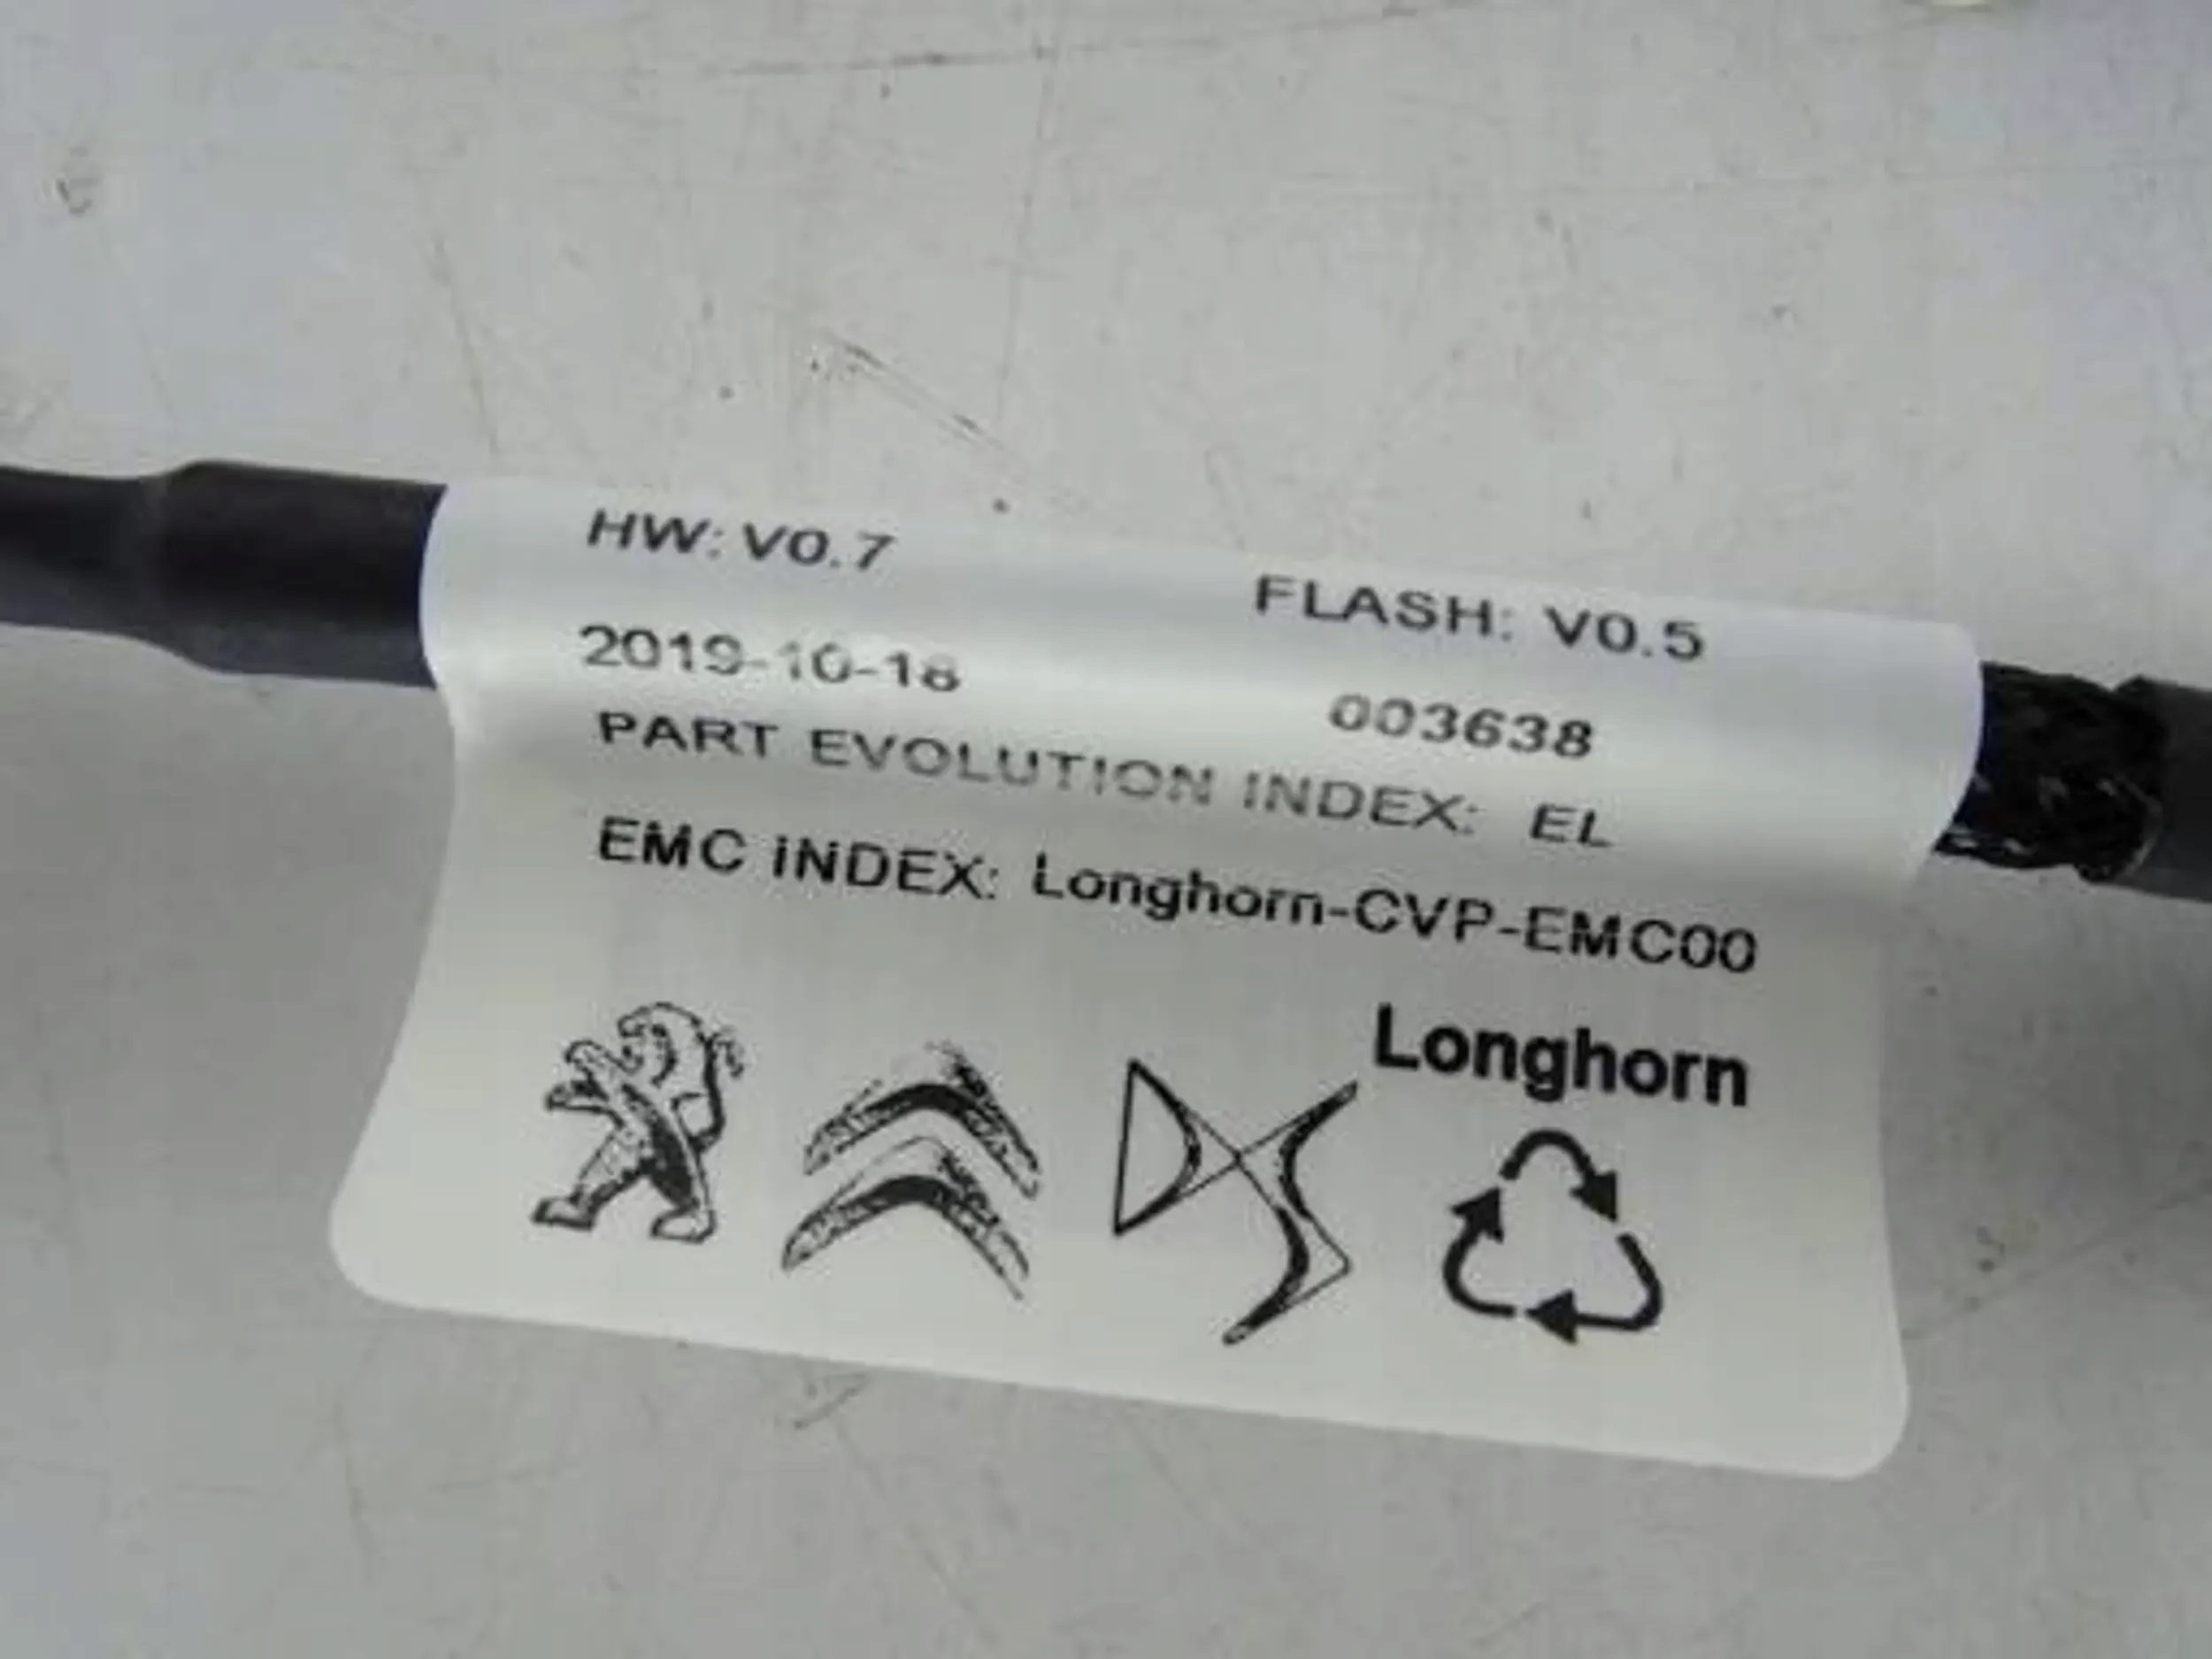 HW: V0.7
FLASH: V0.5
2019-10-18
003638
PART EVOLUTION INDEX: EL
EMC INDEX: Longhorn-CVP-EMC00
Longhorn
DS